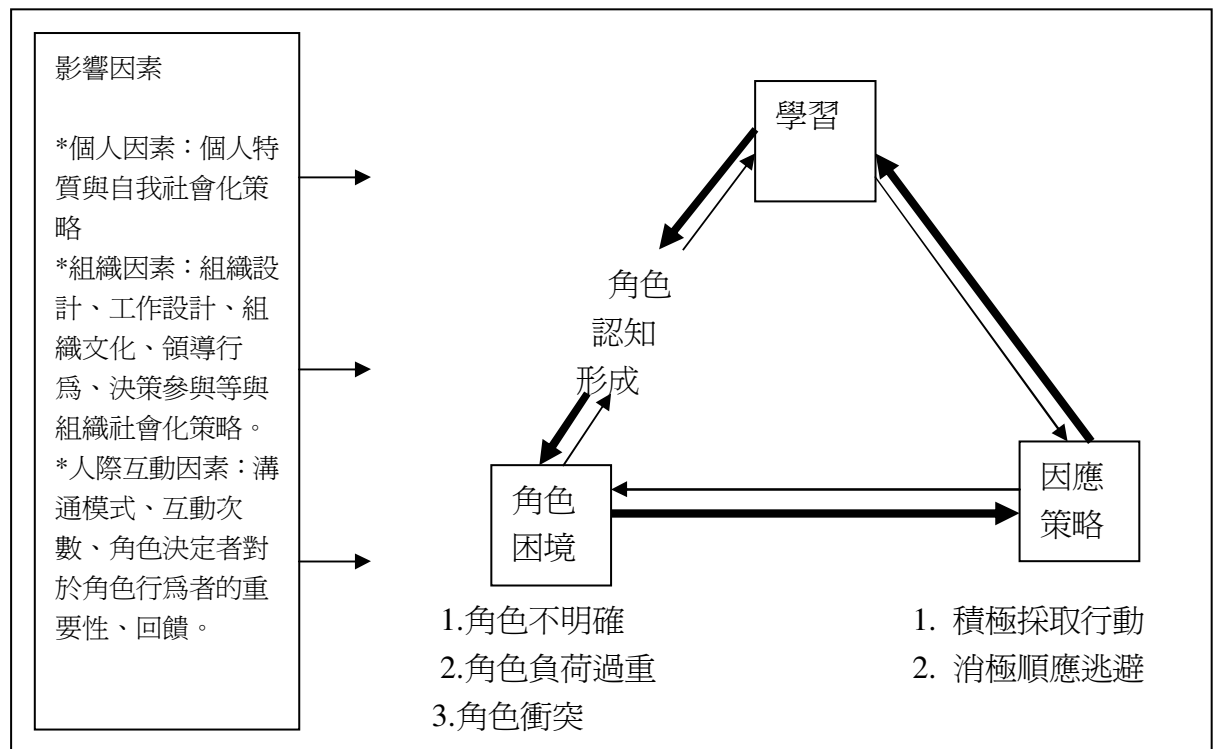 影響因素
*個人因素：個人特
質與自我社會化策
略
*組織因素：組織設
計、工作設計、組
織文化、領導行
為、決策參與等與
組織社會化策略。
*人際互動因素：溝
通模式、互動次
數、角色決定者對
於角色行為者的重
要性、回饋。
學習
角色
認知
形成
角色
困境
因應
策略
1.角色不明確
2.角色負荷過重
3.角色衝突
1. 積極採取行動
2. 消極順應逃避